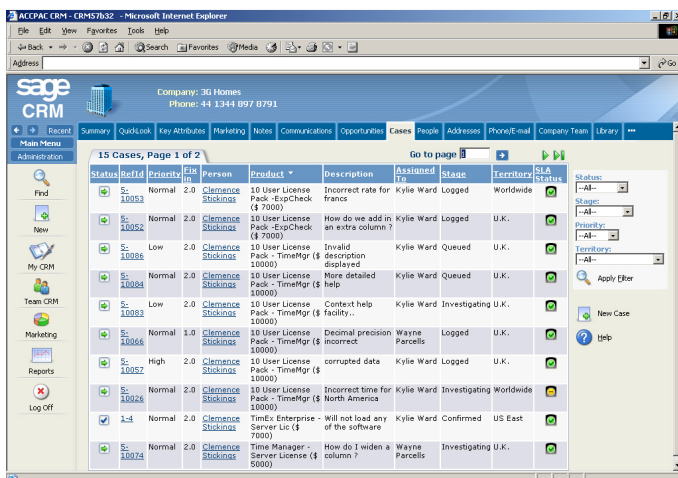 ACCPAC CRM - CRM57b32 - Microsoft Internet Explorer
File Edit View Favorites Tools Help
Back Search Favorites Media
Address Go
sage
CRM
Company: 3G Homes
Phone: 44 1344 897 8791
Recent Summary QuickLook Key Attributes Marketing Notes Communications Opportunities Cases People Addresses Phone/E-mail Company Team Library
Main Menu
Administration
Find
New
My CRM
Team CRM
Marketing
Reports
Log Off
15 Cases, Page 1 of 2
Go to page
Status RefId Priority Fix in Person Product Description Assigned To Stage Territory SLA Status
5-10053 Normal 2.0 Clemence Stickings 10 User License Pack -ExpCheck ($ 7000) Incorrect rate for francs Kylie Ward Logged Worldwide
5-10052 Normal 2.0 Clemence Stickings 10 User License Pack -ExpCheck ($ 7000) How do we add in an extra column ? Kylie Ward Logged U.K.
5-10086 Low 2.0 Clemence Stickings 10 User License Pack - TimeMgr ($ 10000) Invalid description displayed Kylie Ward Queued U.K.
5-10084 Normal 2.0 Clemence Stickings 10 User License Pack - TimeMgr ($ 10000) More detailed help Kylie Ward Queued U.K.
5-10083 Low 2.0 Clemence Stickings 10 User License Pack - TimeMgr ($ 10000) Context help facility.. Kylie Ward Investigating U.K.
5-10066 Normal 1.0 Clemence Stickings 10 User License Pack - TimeMgr ($ 10000) Decimal precision incorrect Wayne Parcells Logged U.K.
5-10057 High 2.0 Clemence Stickings 10 User License Pack - TimeMgr ($ 10000) corrupted data Kylie Ward Logged U.K.
5-10026 Normal 2.0 Clemence Stickings 10 User License Pack - TimeMgr ($ 10000) Incorrect time for North America Kylie Ward Investigating Worldwide
1-4 Normal 2.0 Clemence Stickings TimEx Enterprise - Server Lic ($ 7000) Will not load any of the software Kylie Ward Confirmed US East
5-10074 Normal 2.0 Clemence Stickings Time Manager - Server License ($ 5000) How do I widen a column ? Wayne Parcells Investigating U.K.
Status:
--All--
Stage:
--All--
Priority:
--All--
Territory:
--All--
Apply Filter
New Case
Help